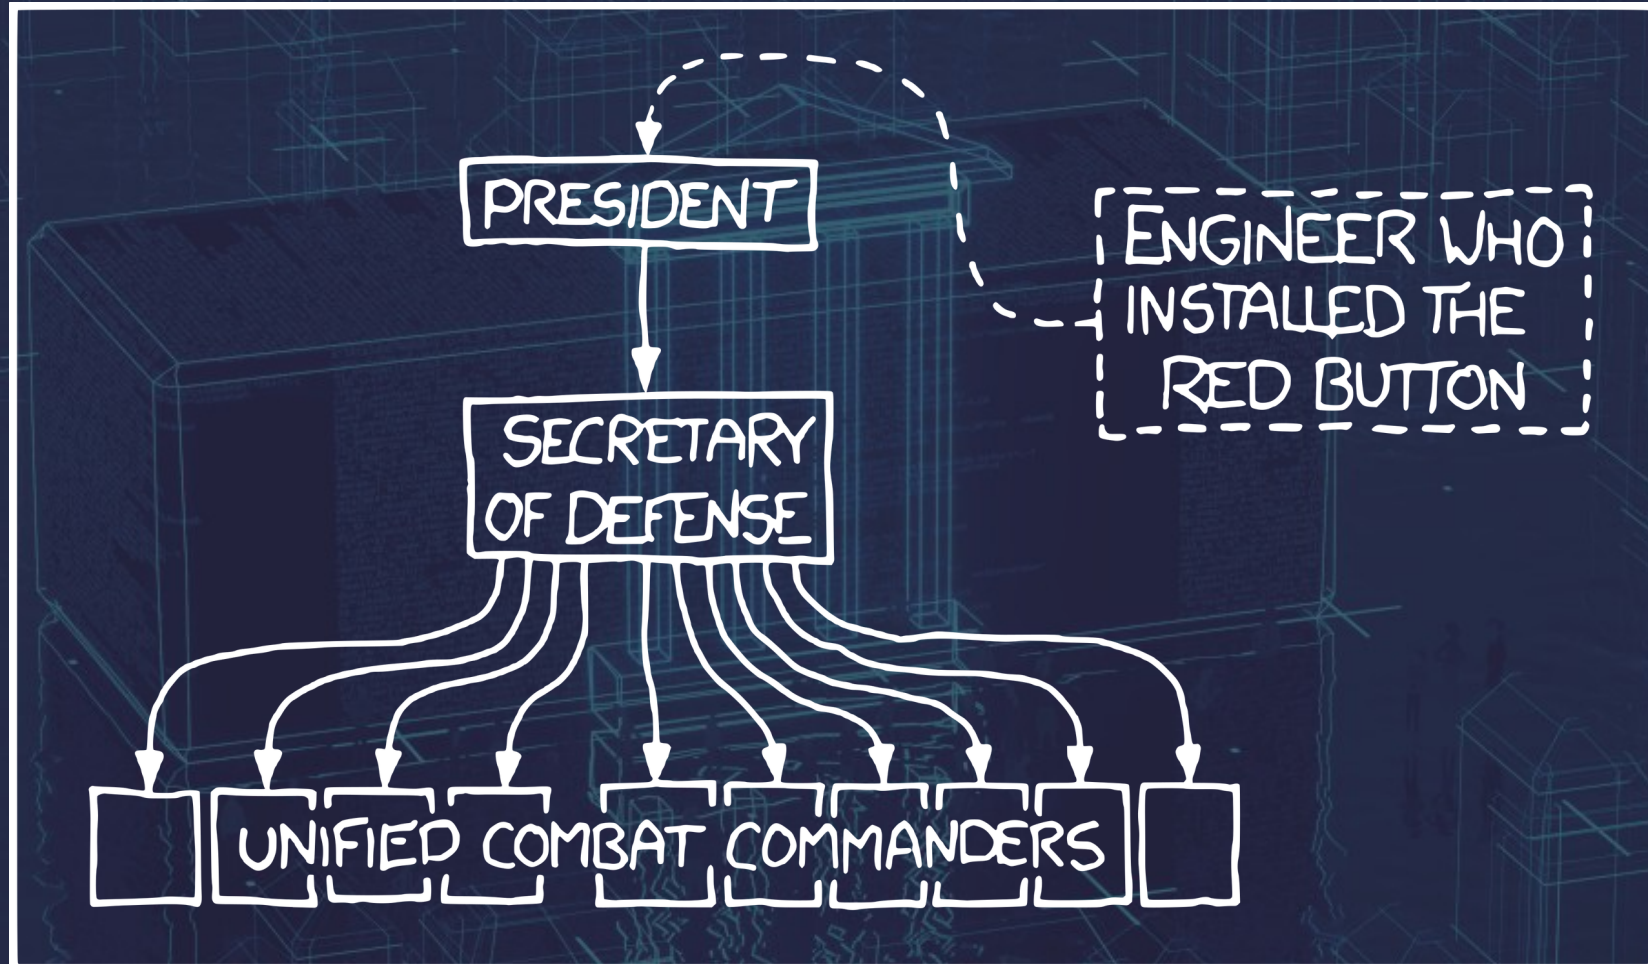 PRESIDENT
ENGINEER WHO
INSTALLED THE
RED BUTTON
SECRETARY
OF DEFENSE
UNIFIED COMBAT COMMANDERS